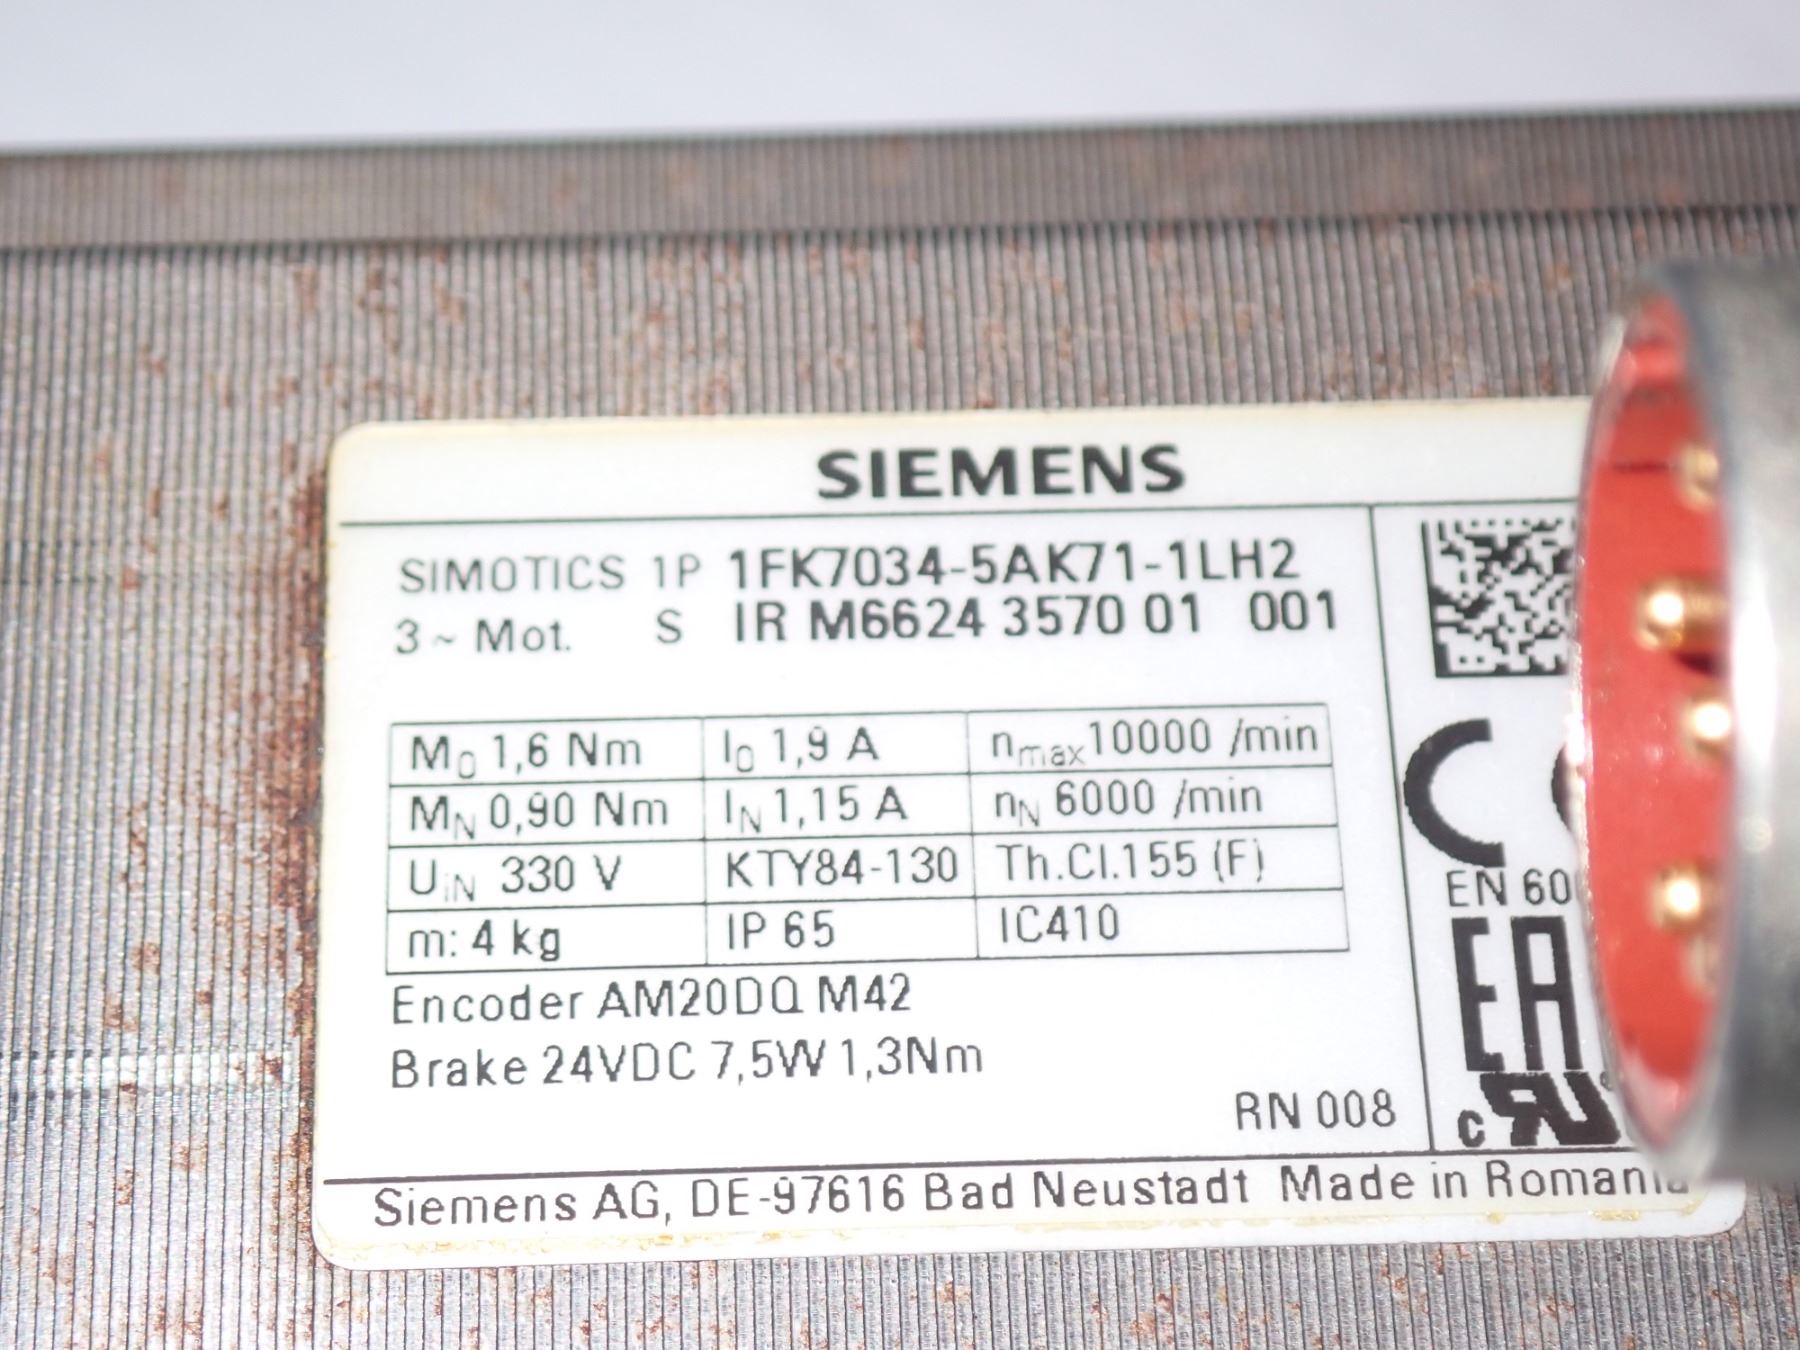 SIEMENS
SIMOTICS 1P 1FK7034-5AK71-1LH2
3 ~ Mot. S IR M6624 3570 01 001
M0 1,6 Nm I0 1,9 A nmax 10000 /min
MN 0,90 Nm IN 1,15 A nN 6000 /min
UIN 330 V KTY84-130 Th.Cl.155 (F)
m: 4 kg IP 65 IC410
Encoder AM20DQ M42
Brake 24VDC 7,5W 1,3Nm
RN 008
EN
Siemens AG, DE-97616 Bad Neustadt Made in Romania